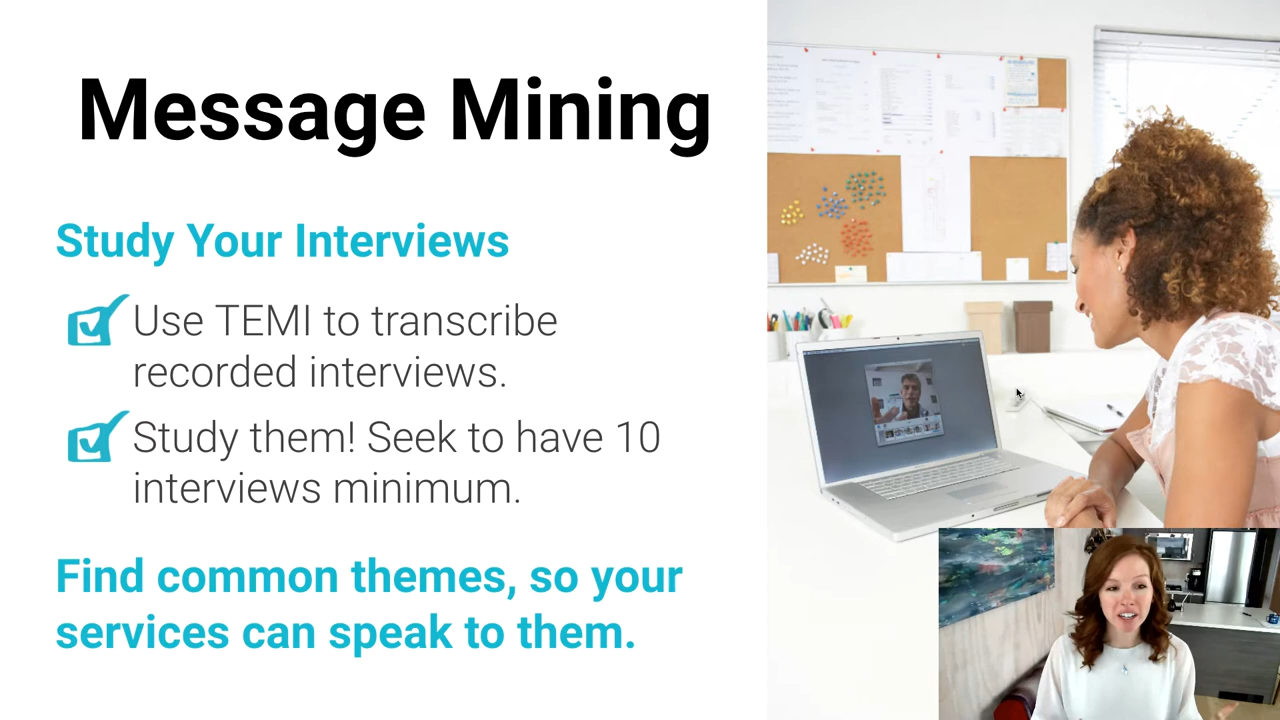 Message Mining
Study Your Interviews
Use TEMI to transcribe
recorded interviews.
Study them! Seek to have 10
interviews minimum.
Find common themes, so your
services can speak to them.